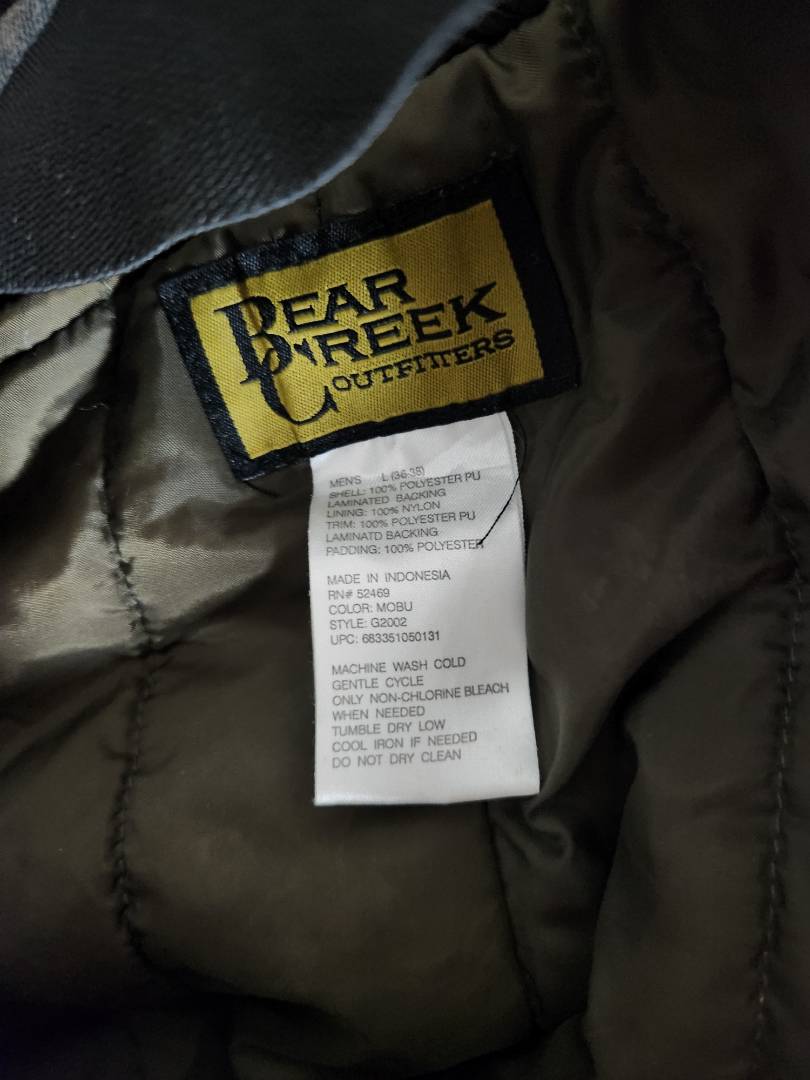 BEAR
CREEK
OUTFITTERS
MENS L (36-38)
SHELL: 100% POLYESTER PU
LAMINATED BACKING
LINING: 100% NYLON
TRIM: 100% POLYESTER PU
LAMINATD BACKING
PADDING: 100% POLYESTER
MADE IN INDONESIA
RN# 52469
COLOR: MOBU
STYLE: G2002
UPC: 683351050131
MACHINE WASH COLD
GENTLE CYCLE
ONLY NON-CHLORINE BLEACH
WHEN NEEDED
TUMBLE DRY LOW
COOL IRON IF NEEDED
DO NOT DRY CLEAN